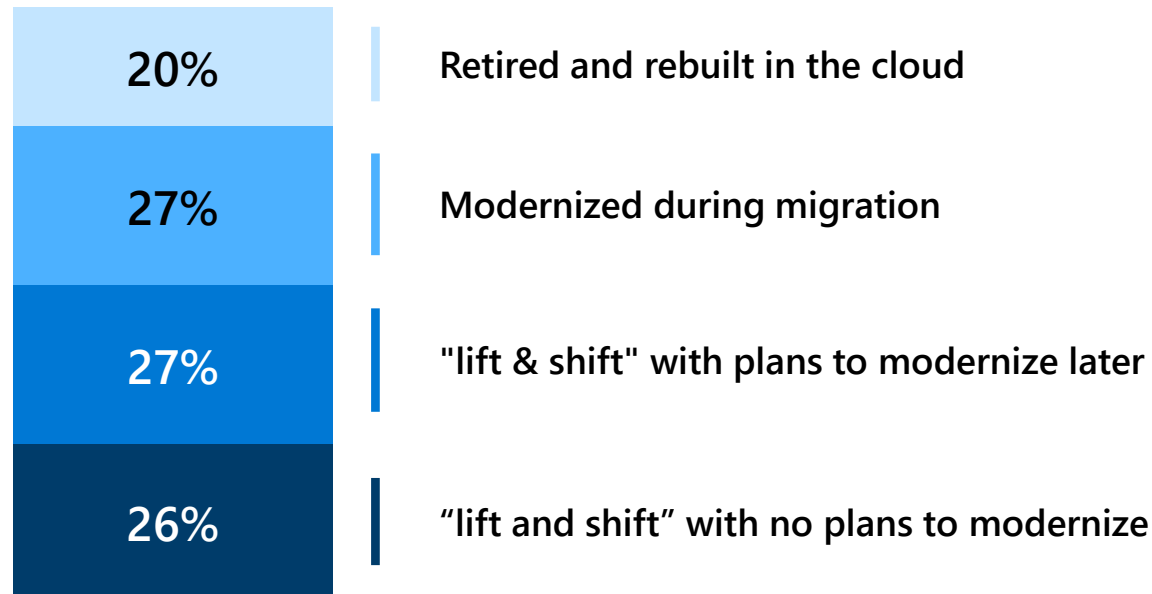 20%
Retired and rebuilt in the cloud
27%
Modernized during migration
27%
"lift & shift" with plans to modernize later
26%
“lift and shift” with no plans to modernize